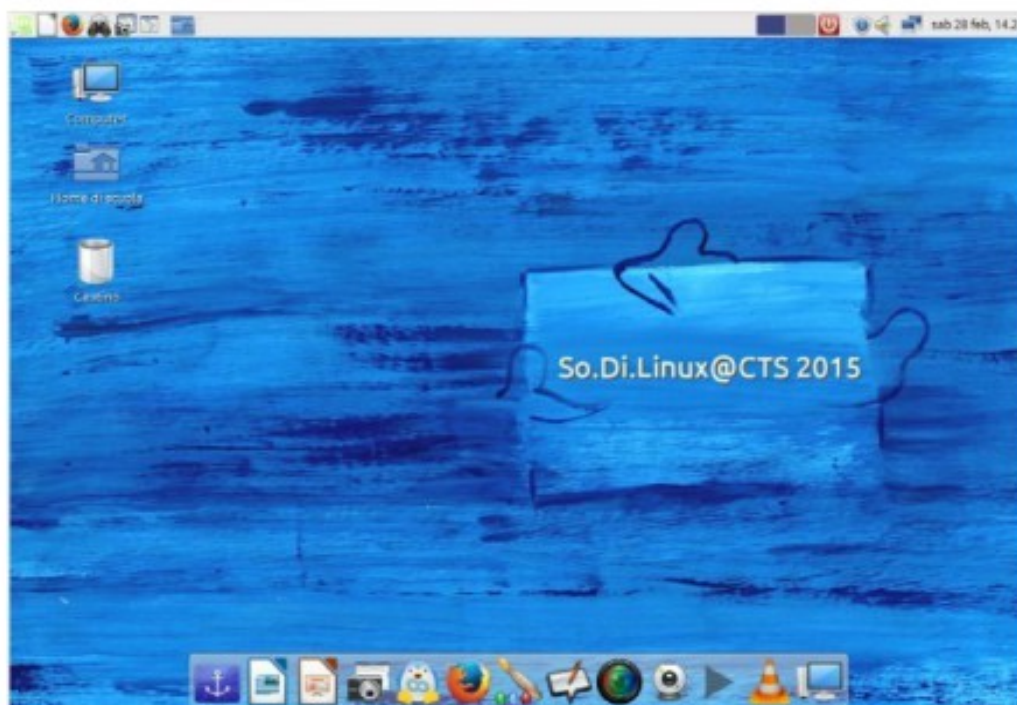 sab 28 feb, 14.2
Computer
Home di scuola
Cestino
So.Di.Linux@CTS 2015